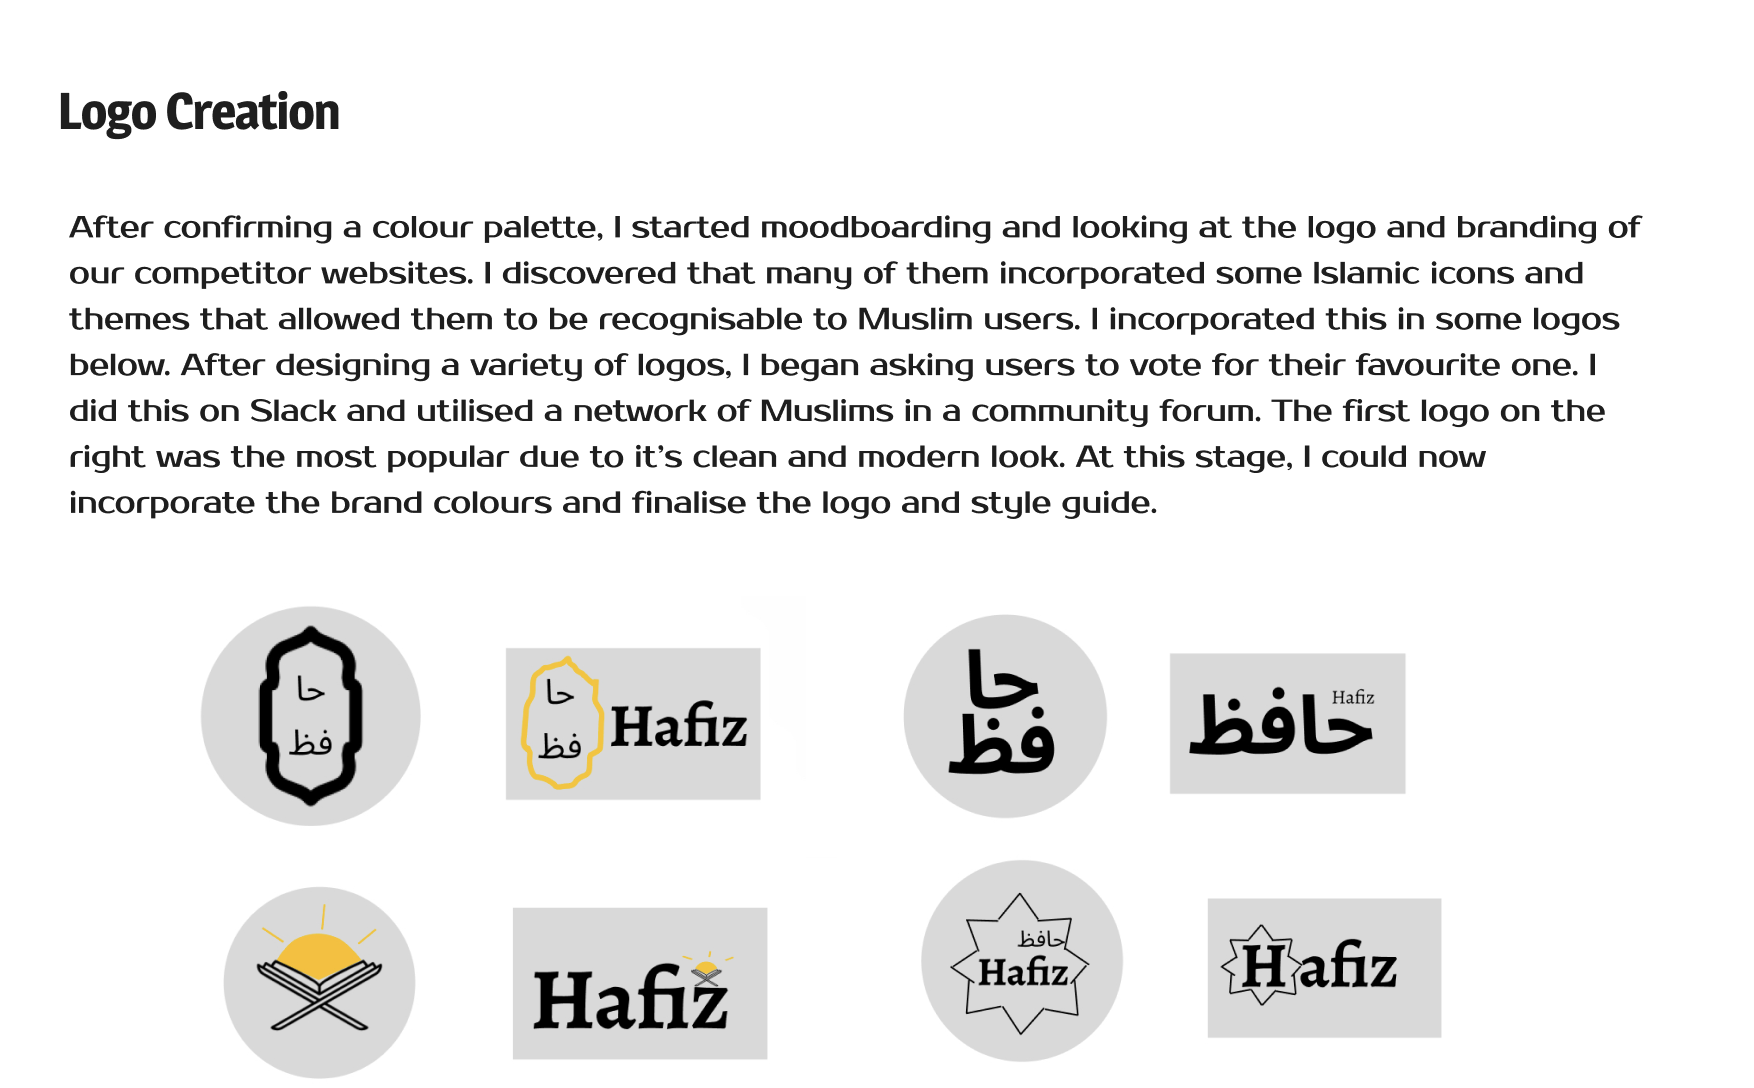 Logo Creation
After confirming a colour palette, I started moodboarding and looking at the logo and branding of
our competitor websites. I discovered that many of them incorporated some Islamic icons and
themes that allowed them to be recognisable to Muslim users. I incorporated this in some logos
below. After designing a variety of logos, I began asking users to vote for their favourite one. I
did this on Slack and utilised a network of Muslims in a community forum. The first logo on the
right was the most popular due to it’s clean and modern look. At this stage, I could now
incorporate the brand colours and finalise the logo and style guide.
حا
فظ
حا
فظ
Hafiz
حا
فظ
Hafiz
حافظ
Hafiz
حافظ
Hafiz
Hafiz